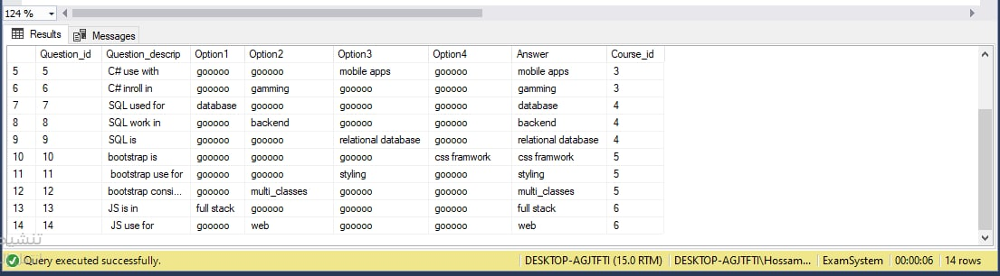 124 %
Results Messages
Question_id Question_descrip Option1 Option2 Option3 Option4 Answer Course_id
5 5 C# use with gooooo gooooo mobile apps gooooo mobile apps 3
6 6 C# inroll in gooooo gamming gooooo gooooo gamming 3
7 7 SQL used for database gooooo gooooo gooooo database 4
8 8 SQL work in gooooo backend gooooo gooooo backend 4
9 9 SQL is gooooo gooooo relational database gooooo relational database 4
10 10 bootstrap is gooooo gooooo gooooo css framwork css framwork 5
11 11 bootstrap use for gooooo gooooo styling gooooo styling 5
12 12 bootstrap consi... gooooo multi_classes gooooo gooooo multi_classes 5
13 13 JS is in full stack gooooo gooooo gooooo full stack 6
14 14 JS use for gooooo web gooooo gooooo web 6
Query executed successfully. DESKTOP-AGJTFTI (15.0 RTM) DESKTOP-AGJTFTI\Hossam... ExamSystem 00:00:06 14 rows